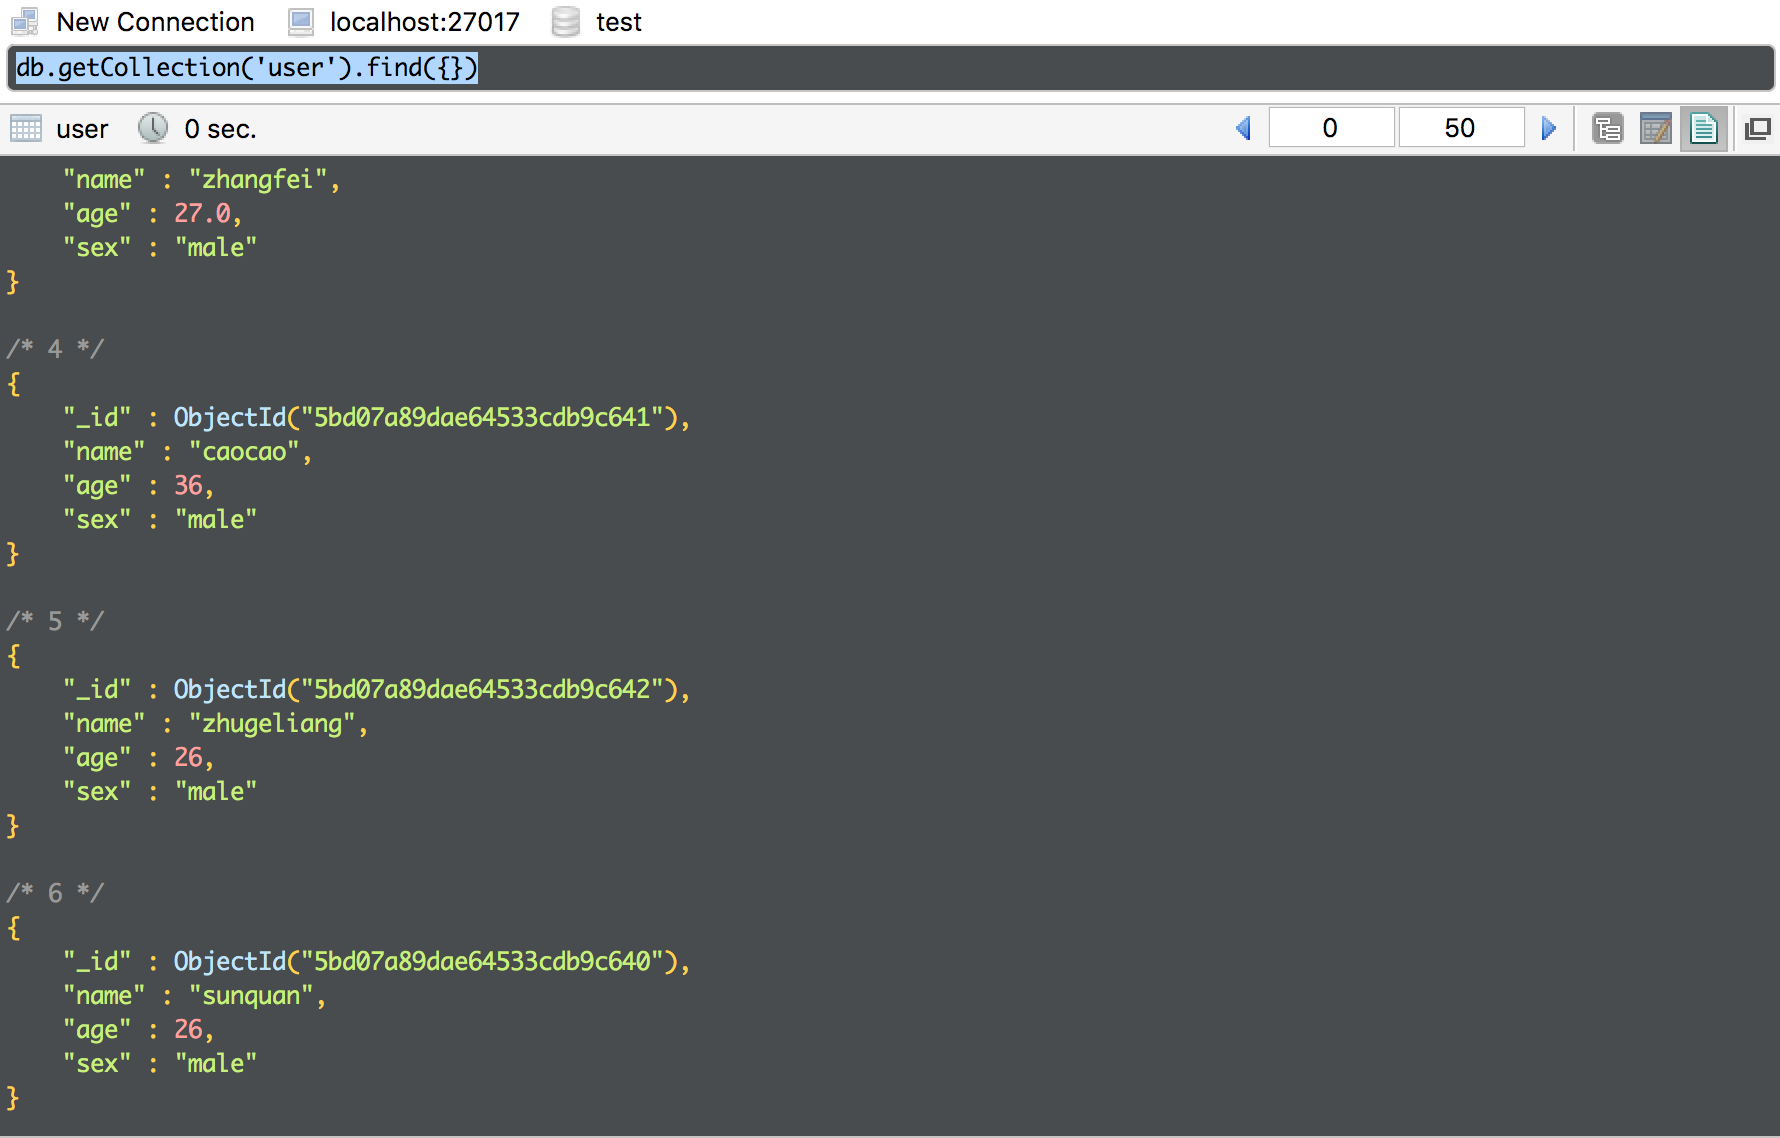 New Connection localhost:27017 test
db.getCollection('user').find({})
user 0 sec. 0 50
"name" : "zhangfei",
"age" : 27.0,
"sex" : "male"
}
/* 4 */
{
"_id" : ObjectId("5bd07a89dae64533cdb9c641"),
"name" : "caocao",
"age" : 36,
"sex" : "male"
}
/* 5 */
{
"_id" : ObjectId("5bd07a89dae64533cdb9c642"),
"name" : "zhugeliang",
"age" : 26,
"sex" : "male"
}
/* 6 */
{
"_id" : ObjectId("5bd07a89dae64533cdb9c640"),
"name" : "sunquan",
"age" : 26,
"sex" : "male"
}